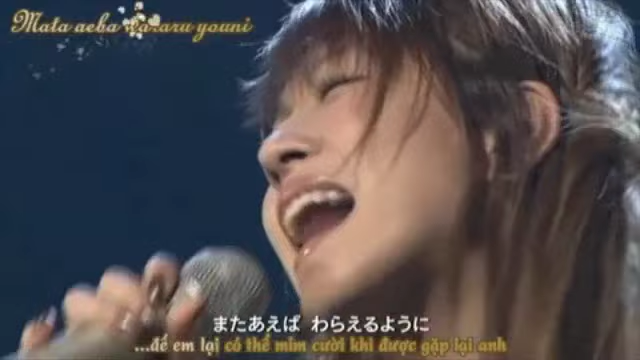 Mata aeba wararu youni
またあえば わらえるように
...để em lại có thể mỉm cười khi được gặp lại anh